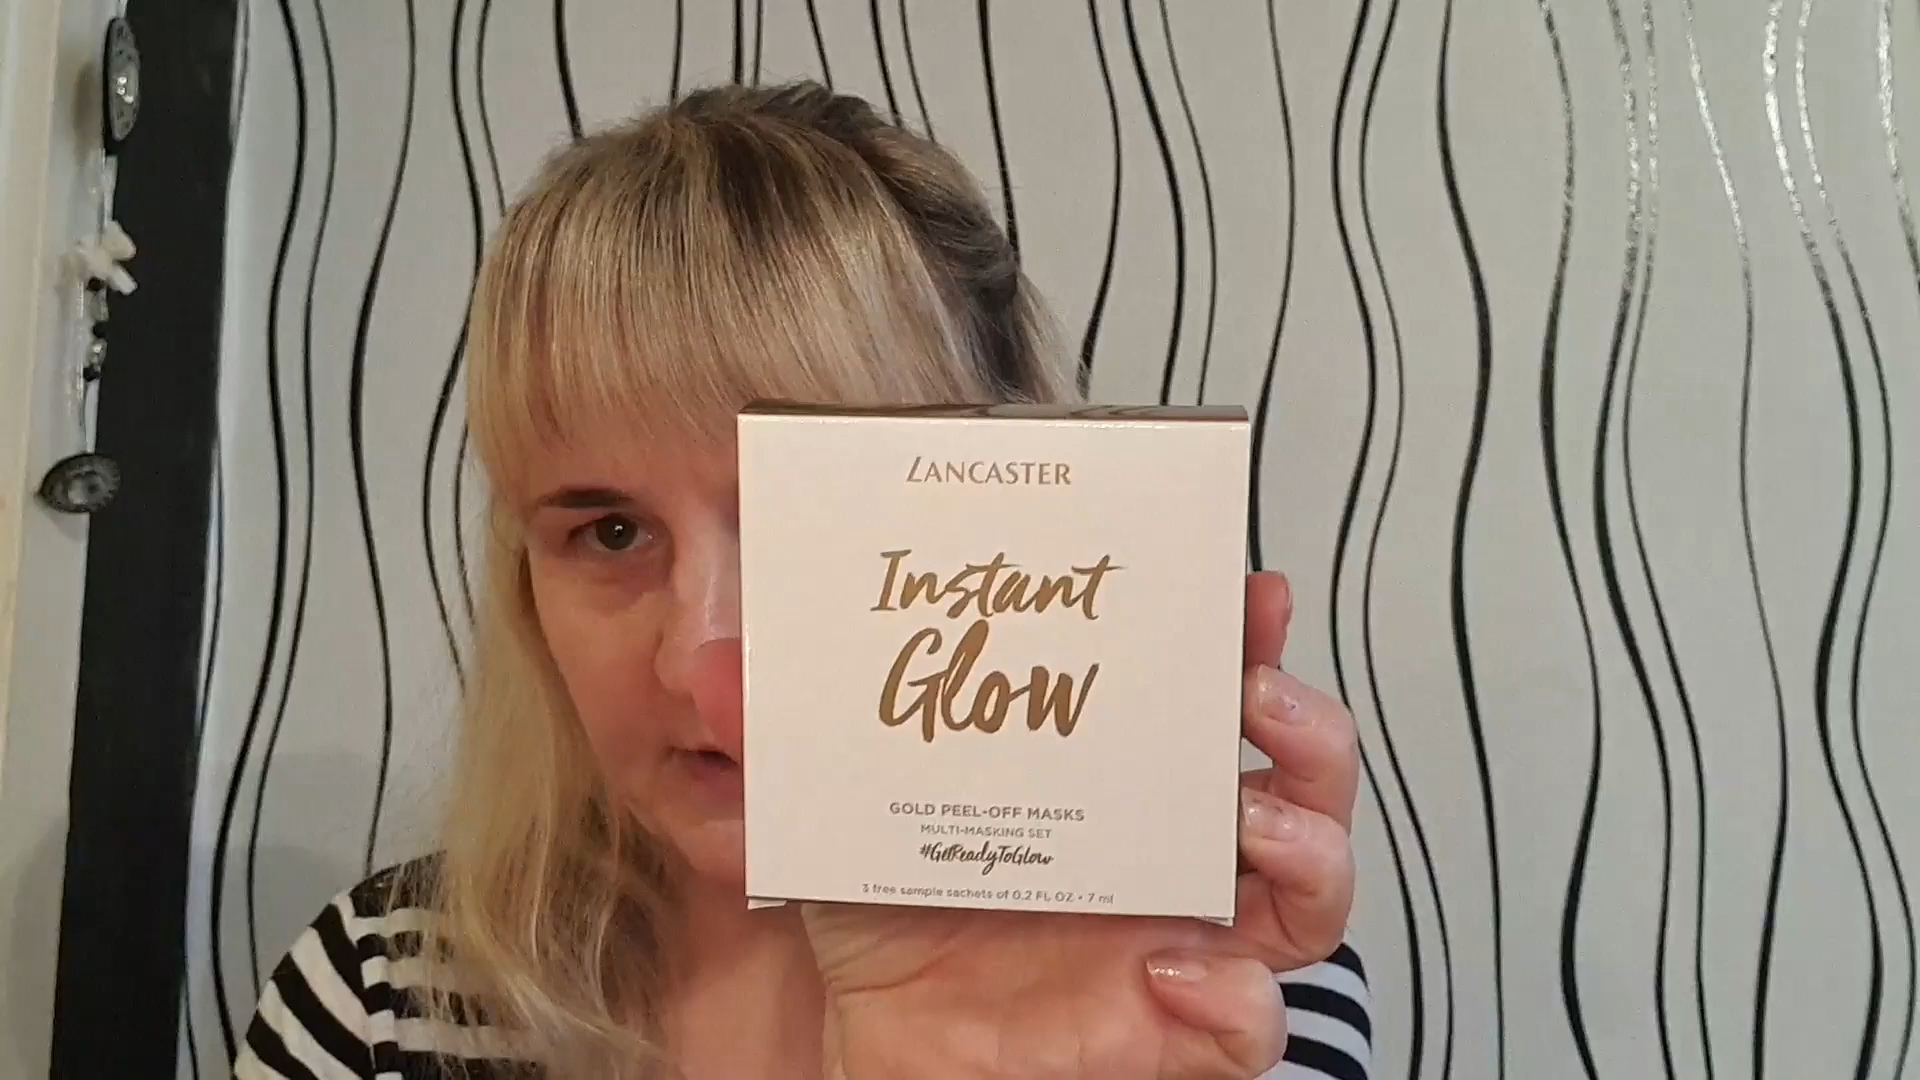 LANCASTER
Instant
Glow
GOLD PEEL-OFF MASKS
MULTI-MASKING SET
#GetReadyToGlow
3 free sample sachets of 0.2 FL OZ • 7 ml